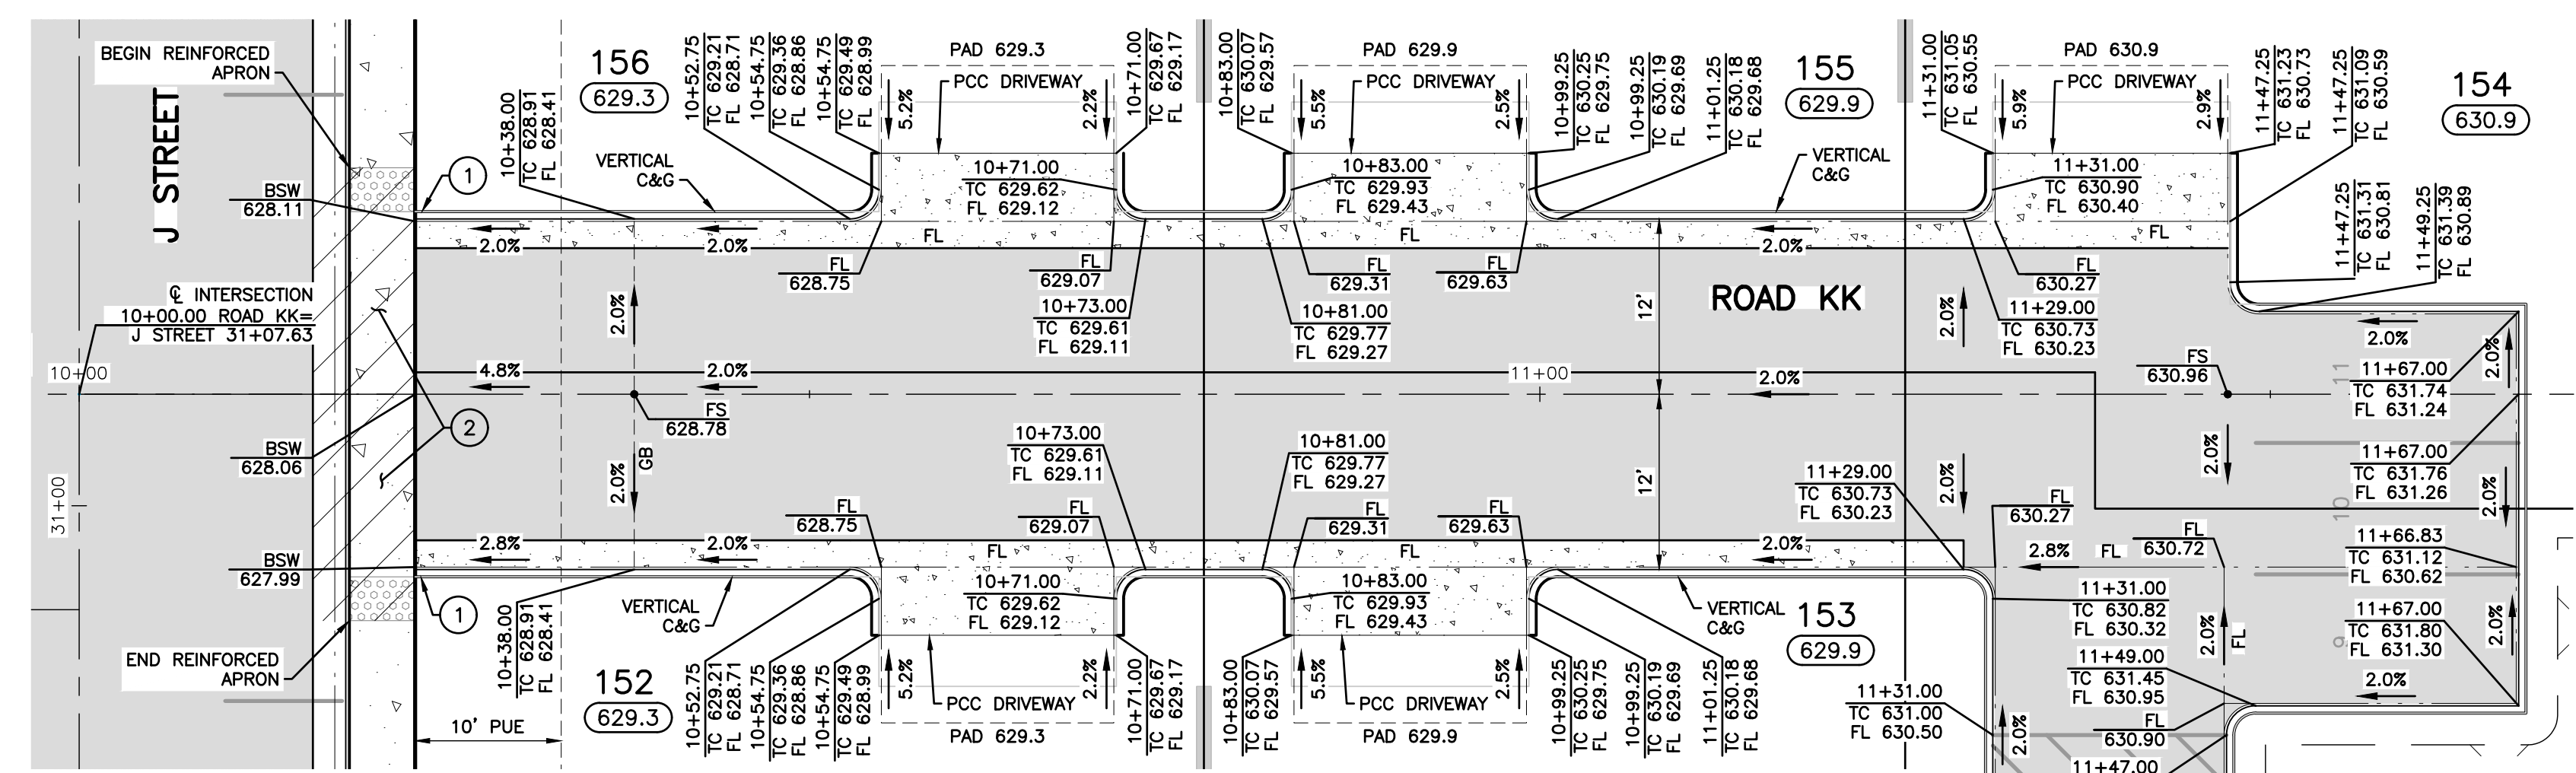 BEGIN REINFORCED
APRON
J STREET
BSW
628.11
℄ INTERSECTION
10+00.00 ROAD KK=
J STREET 31+07.63
10+00
BSW
628.06
31+00
BSW
627.99
END REINFORCED
APRON
1
2
1
10' PUE
156
629.3
10+38.00
TC 628.91
FL 628.41
VERTICAL
C&G
10+52.75
TC 629.21
FL 628.71
10+54.75
TC 629.36
FL 628.86
10+54.75
TC 629.49
FL 628.99
PAD 629.3
PCC DRIVEWAY
5.2%
2.2%
10+71.00
TC 629.67
FL 629.17
10+71.00
TC 629.62
FL 629.12
10+83.00
TC 630.07
FL 629.57
PAD 629.9
PCC DRIVEWAY
5.5%
2.5%
10+83.00
TC 629.93
FL 629.43
10+99.25
TC 630.25
FL 629.75
10+99.25
TC 630.19
FL 629.69
11+01.25
TC 630.18
FL 629.68
155
629.9
VERTICAL
C&G
11+31.00
TC 631.05
FL 630.55
PAD 630.9
PCC DRIVEWAY
5.9%
2.9%
11+31.00
TC 630.90
FL 630.40
11+47.25
TC 631.23
FL 630.73
11+47.25
TC 631.09
FL 630.59
154
630.9
11+47.25
TC 631.31
FL 630.81
11+49.25
TC 631.39
FL 630.89
2.0%
2.0%
FL
FL
2.0%
FL
FL
628.75
FL
629.07
10+73.00
TC 629.61
FL 629.11
FL
629.31
10+81.00
TC 629.77
FL 629.27
FL
629.63
12'
ROAD KK
2.0%
FL
630.27
11+29.00
TC 630.73
FL 630.23
2.0%
4.8%
2.0%
FS
628.78
GB
2.0%
11+00
2.0%
FS
630.96
2.0%
2.0%
2.0%
11
11+67.00
TC 631.74
FL 631.24
11+67.00
TC 631.76
FL 631.26
2.0%
10
10+73.00
TC 629.61
FL 629.11
10+81.00
TC 629.77
FL 629.27
12'
11+29.00
TC 630.73
FL 630.23
2.0%
FL
630.27
FL
628.75
FL
629.07
FL
629.31
FL
629.63
2.8%
2.0%
FL
FL
2.0%
2.8%
FL
FL
630.72
11+66.83
TC 631.12
FL 630.62
10+38.00
TC 628.91
FL 628.41
VERTICAL
C&G
10+71.00
TC 629.62
FL 629.12
10+83.00
TC 629.93
FL 629.43
VERTICAL
C&G
153
629.9
11+31.00
TC 630.82
FL 630.32
2.0%
FL
9
11+67.00
TC 631.80
FL 631.30
2.0%
152
629.3
10+52.75
TC 629.21
FL 628.71
10+54.75
TC 629.36
FL 628.86
10+54.75
TC 629.49
FL 628.99
5.2%
2.2%
PCC DRIVEWAY
PAD 629.3
10+71.00
TC 629.67
FL 629.17
10+83.00
TC 630.07
FL 629.57
5.5%
2.5%
PCC DRIVEWAY
PAD 629.9
10+99.25
TC 630.25
FL 629.75
10+99.25
TC 630.19
FL 629.69
11+01.25
TC 630.18
FL 629.68
11+31.00
TC 631.00
FL 630.50
2.0%
11+49.00
TC 631.45
FL 630.95
2.0%
FL
630.90
11+47.00